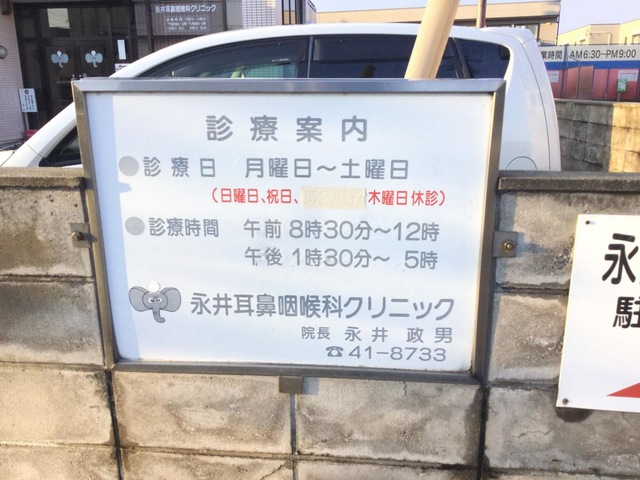 永井耳鼻咽喉科クリニック
業時間 AM6:30~PM9:00
診療案内
●診療日 月曜日～土曜日
(日曜日、祝日、木曜日休診)
●診療時間 午前8時30分～12時
午後1時30分～5時
永井耳鼻咽喉科クリニック
院長 永井政男
☎41-8733
永
駐